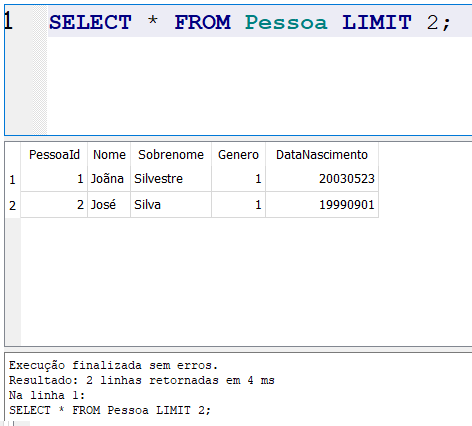 1 SELECT * FROM Pessoa LIMIT 2;
PessoaId Nome Sobrenome Genero DataNascimento
1 1 Joãna Silvestre 1 20030523
2 2 José Silva 1 19990901
Execução finalizada sem erros.
Resultado: 2 linhas retornadas em 4 ms
Na linha 1:
SELECT * FROM Pessoa LIMIT 2;